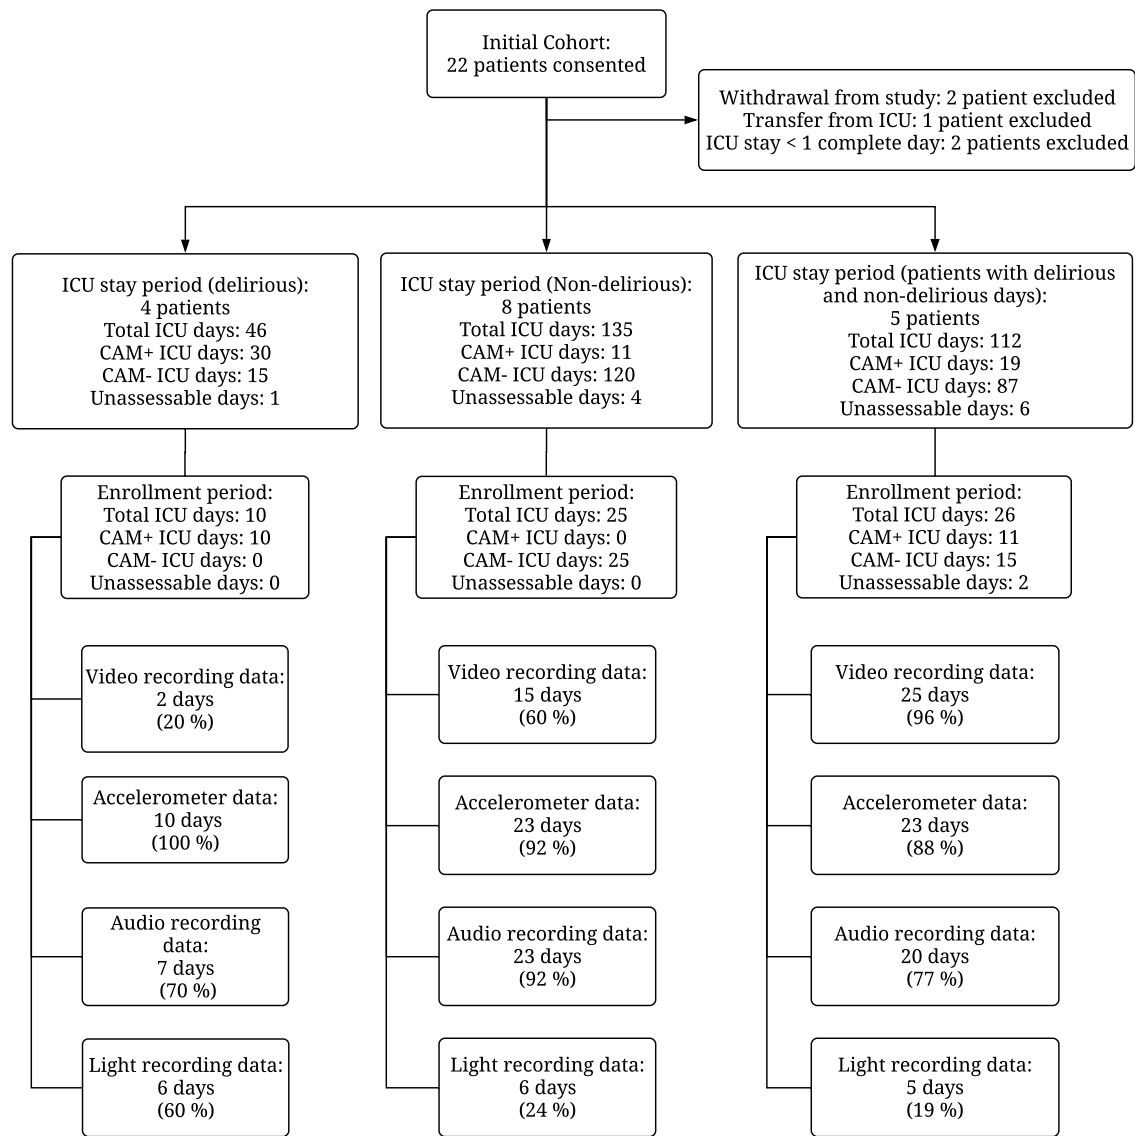 Initial Cohort:
22 patients consented
Withdrawal from study: 2 patient excluded
Transfer from ICU: 1 patient excluded
ICU stay < 1 complete day: 2 patients excluded
ICU stay period (delirious):
4 patients
Total ICU days: 46
CAM+ ICU days: 30
CAM- ICU days: 15
Unassessable days: 1
ICU stay period (Non-delirious):
8 patients
Total ICU days: 135
CAM+ ICU days: 11
CAM- ICU days: 120
Unassessable days: 4
ICU stay period (patients with delirious
and non-delirious days):
5 patients
Total ICU days: 112
CAM+ ICU days: 19
CAM- ICU days: 87
Unassessable days: 6
Enrollment period:
Total ICU days: 10
CAM+ ICU days: 10
CAM- ICU days: 0
Unassessable days: 0
Enrollment period:
Total ICU days: 25
CAM+ ICU days: 0
CAM- ICU days: 25
Unassessable days: 0
Enrollment period:
Total ICU days: 26
CAM+ ICU days: 11
CAM- ICU days: 15
Unassessable days: 2
Video recording data:
2 days
(20 %)
Video recording data:
15 days
(60 %)
Video recording data:
25 days
(96 %)
Accelerometer data:
10 days
(100 %)
Accelerometer data:
23 days
(92 %)
Accelerometer data:
23 days
(88 %)
Audio recording
data:
7 days
(70 %)
Audio recording data:
23 days
(92 %)
Audio recording data:
20 days
(77 %)
Light recording data:
6 days
(60 %)
Light recording data:
6 days
(24 %)
Light recording data:
5 days
(19 %)